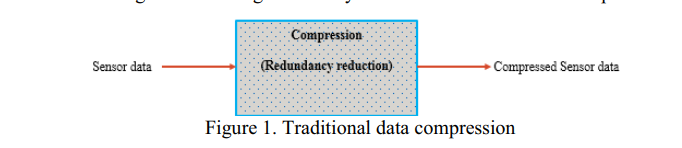 Compression
Sensor data
(Redundancy reduction)
Compressed Sensor data
Figure 1. Traditional data compression